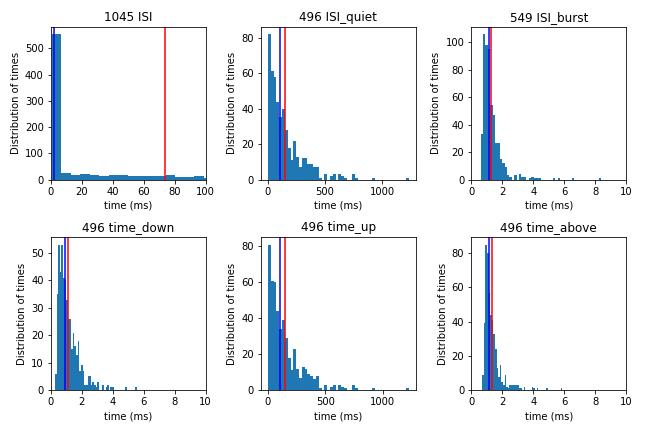 1045 ISI
496 ISI_quiet
549 ISI_burst
Distribution of times
500
400
300
200
100
0
0 20 40 60 80 100
time (ms)
Distribution of times
80
60
40
20
0
0 500 1000
time (ms)
Distribution of times
100
80
60
40
20
0
0 2 4 6 8 10
time (ms)
496 time_down
496 time_up
496 time_above
Distribution of times
50
40
30
20
10
0
0 2 4 6 8 10
time (ms)
Distribution of times
80
60
40
20
0
0 500 1000
time (ms)
Distribution of times
80
60
40
20
0
0 2 4 6 8 10
time (ms)